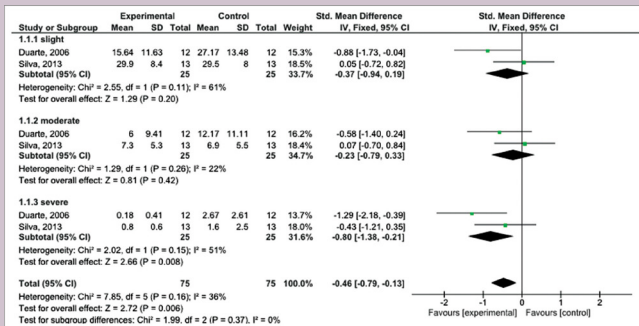 Experimental Control Std. Mean Difference Std. Mean Difference
Study or Subgroup Mean SD Total Mean SD Total Weight IV, Fixed, 95% CI IV, Fixed, 95% CI
1.1.1 slight
Duarte, 2006 15.64 11.63 12 27.17 13.48 12 15.3% -0.88 [-1.73, -0.04]
Silva, 2013 29.9 8.4 13 29.5 8 13 18.5% 0.05 [-0.72, 0.82]
Subtotal (95% CI) 25 25 33.7% -0.37 [-0.94, 0.19]
Heterogeneity: Chi² = 2.55, df = 1 (P = 0.11); I² = 61%
Test for overall effect: Z = 1.29 (P = 0.20)
1.1.2 moderate
Duarte, 2006 6 9.41 12 12.17 11.11 12 16.2% -0.58 [-1.40, 0.24]
Silva, 2013 7.3 5.3 13 6.9 5.5 13 18.5% 0.07 [-0.70, 0.84]
Subtotal (95% CI) 25 25 34.7% -0.23 [-0.79, 0.33]
Heterogeneity: Chi² = 1.29, df = 1 (P = 0.26); I² = 22%
Test for overall effect: Z = 0.81 (P = 0.42)
1.1.3 severe
Duarte, 2006 0.18 0.41 12 2.67 2.61 12 13.7% -1.29 [-2.18, -0.39]
Silva, 2013 0.8 0.6 13 1.6 2.5 13 18.0% -0.43 [-1.21, 0.35]
Subtotal (95% CI) 25 25 31.6% -0.80 [-1.38, -0.21]
Heterogeneity: Chi² = 2.02, df = 1 (P = 0.15); I² = 51%
Test for overall effect: Z = 2.66 (P = 0.008)
Total (95% CI) 75 75 100.0% -0.46 [-0.79, -0.13]
Heterogeneity: Chi² = 7.85, df = 5 (P = 0.16); I² = 36%
Test for overall effect: Z = 2.72 (P = 0.006)
Test for subgroup differences: Chi² = 1.99, df = 2 (P = 0.37), I² = 0%
-2 -1 0 1 2
Favours [experimental] Favours [control]